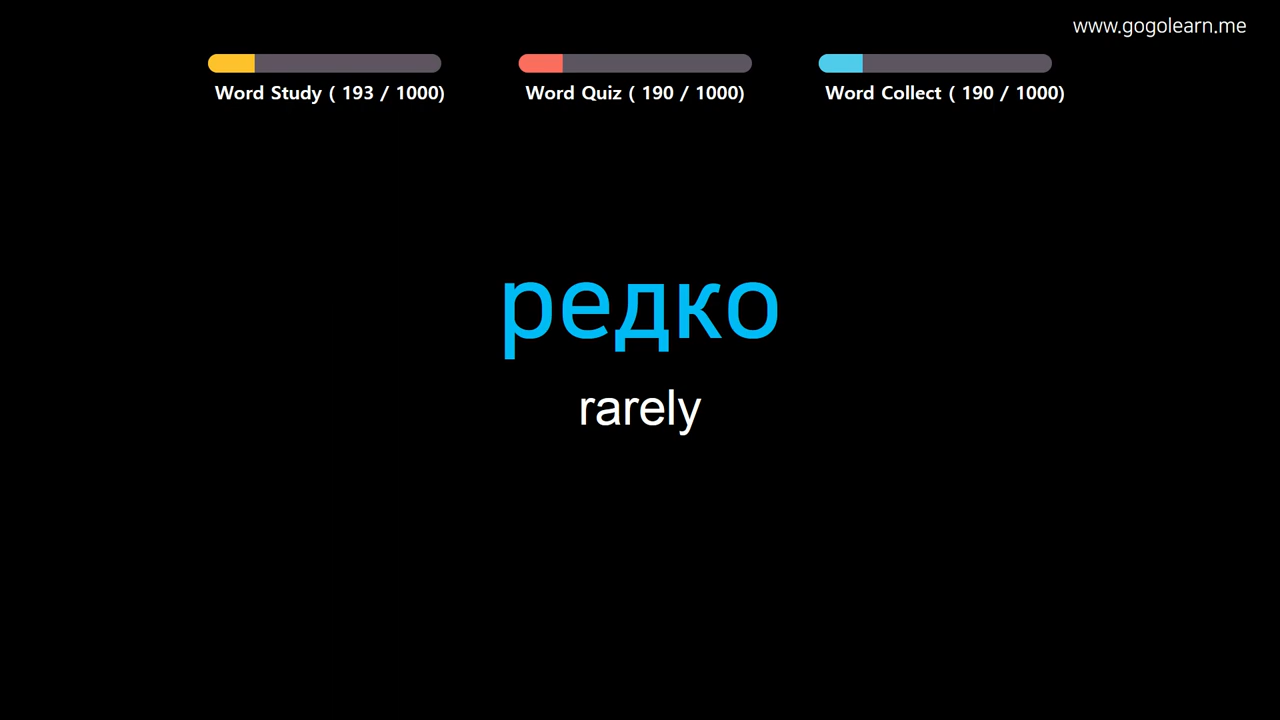 www.gogolearn.me
Word Study ( 193 / 1000)
Word Quiz ( 190 / 1000)
Word Collect ( 190 / 1000)
редко
rarely